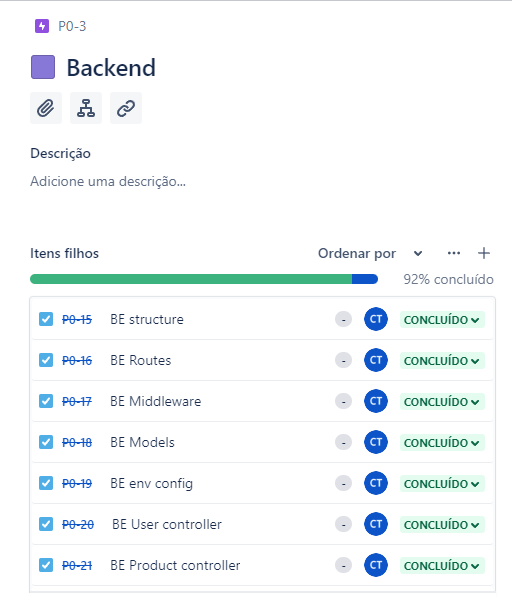 P0-3
Backend
Descrição
Adicione uma descrição...
Itens filhos Ordenar por
92% concluído
P0-15 BE structure - CT CONCLUÍDO
P0-16 BE Routes - CT CONCLUÍDO
P0-17 BE Middleware - CT CONCLUÍDO
P0-18 BE Models - CT CONCLUÍDO
P0-19 BE env config - CT CONCLUÍDO
P0-20 BE User controller - CT CONCLUÍDO
P0-21 BE Product controller - CT CONCLUÍDO